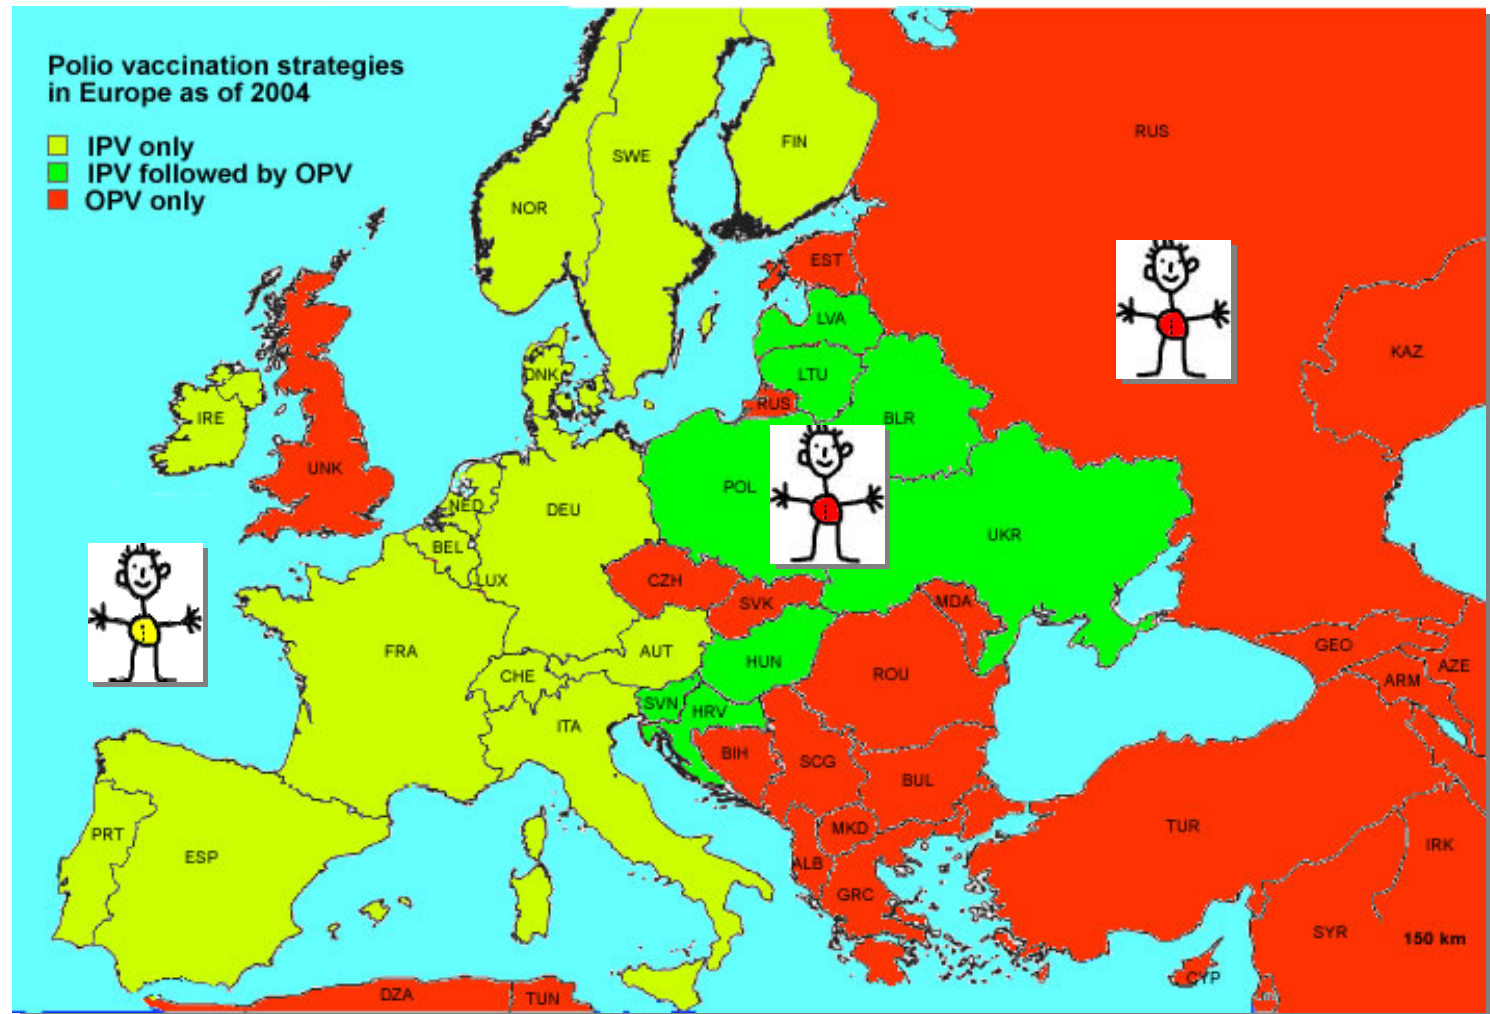 Polio vaccination strategies
in Europe as of 2004
IPV only
IPV followed by OPV
OPV only
RUS
FIN
SWE
NOR
EST
LVA
KAZ
DNK
LTU
RUS
IRE
BLR
UNK
POL
NED
DEU
UKR
BEL
LUX
CZH
SVK
MDA
FRA
AUT
GEO
HUN
AZE
CHE
ROU
ARM
SVN
HRV
ITA
BIH
SCG
BUL
PRT
MKD
TUR
IRK
ESP
ALB
GRC
SYR
150 km
CYP
DZA
TUN